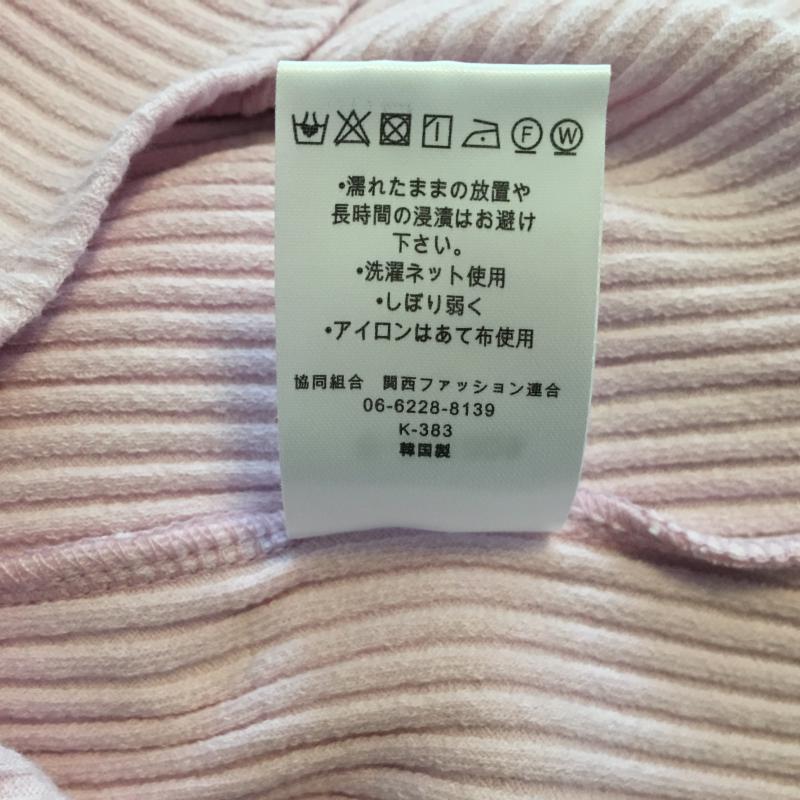 F W
•濡れたままの放置や
長時間の浸漬はお避け
下さい。
•洗濯ネット使用
•しぼり弱く
•アイロンはあて布使用
協同組合　関西ファッション連合
06-6228-8139
K-383
韓国製